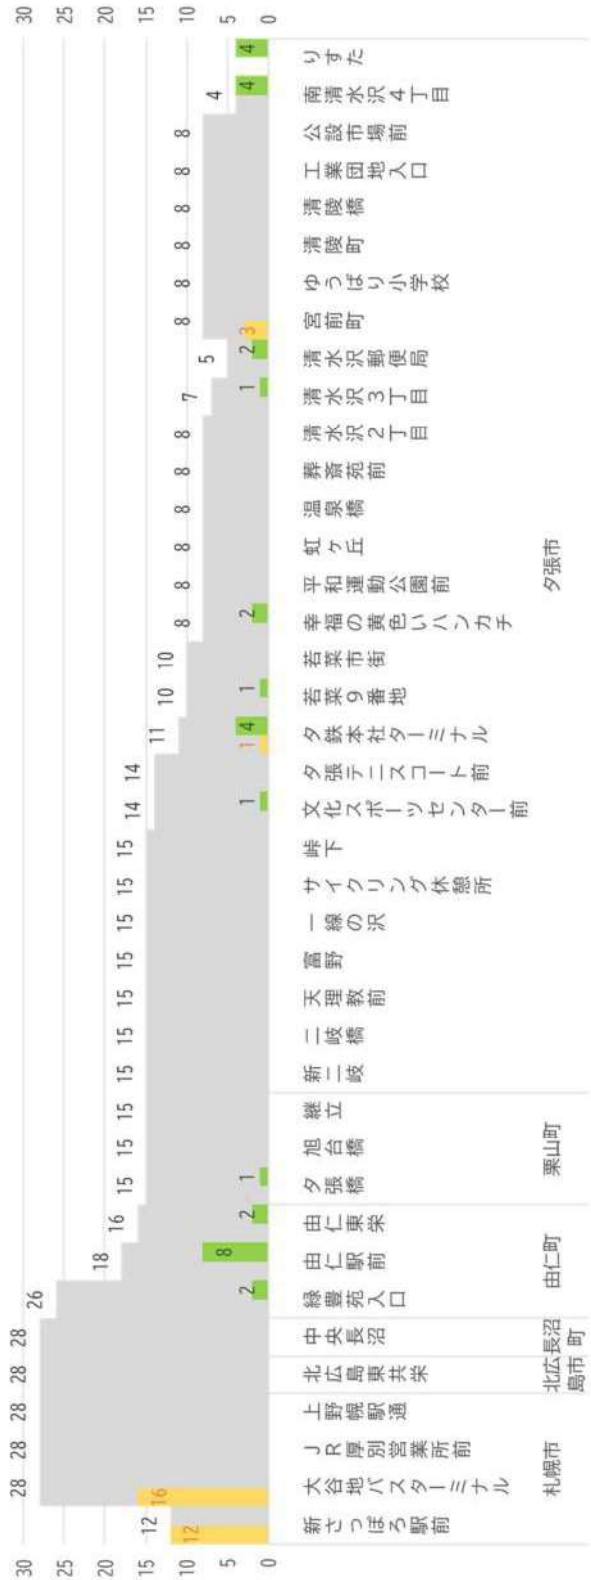 30
25
20
15
10
5
0
12 28 28 28 28 28 26 18 16 15 15 15 15 15 15 15 15 15 15 14 14 11 10 10 8 8 8 8 8 8 7 5 8 8 8 8 8 8 4
12 16 2 8 2 1 1 1 4 1 2 1 2 3 4 4
30
25
20
15
10
5
0
新さっぽろ駅前
大谷地バスターミナル
JR厚別営業所前
上野幌駅通
北広島東共栄
中央長沼
緑豊苑入口
由仁駅前
由仁東栄
夕張橋
旭台橋
継立
新二岐
二岐橋
天理教前
富野
一線の沢
サイクリング休憩所
峠下
文化スポーツセンター前
夕張テニスコート前
夕鉄本社ターミナル
若菜9番地
若菜市街
幸福の黄色いハンカチ
平和運動公園前
虹ヶ丘
温泉橋
葬斎苑前
清水沢2丁目
清水沢3丁目
清水沢郵便局
宮前町
ゆうばり小学校
清陵町
清陵橋
工業団地入口
公設市場前
南清水沢4丁目
りすた
札幌市
北広
島市
長沼
町
由仁町
栗山町
夕張市